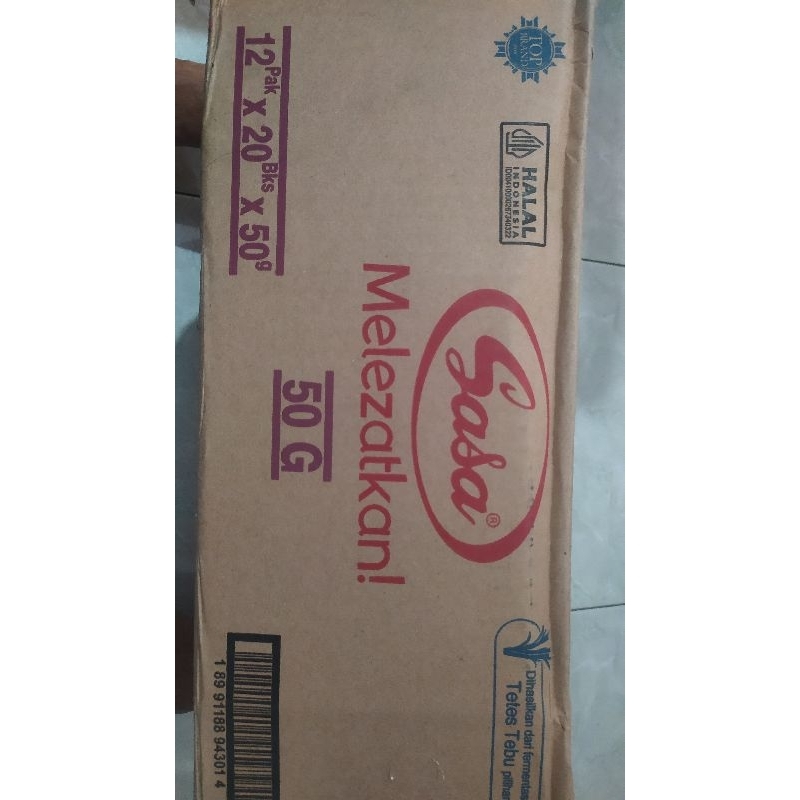 TOP
BRAND
HALAL
INDONESIA
Sasa®
Melezatkan!
12 Pak x 20 Bks x 50 g
50 G
Dihasilkan dari fermentasi
Tetes Tebu pilihan
1 89 91188 94301 4